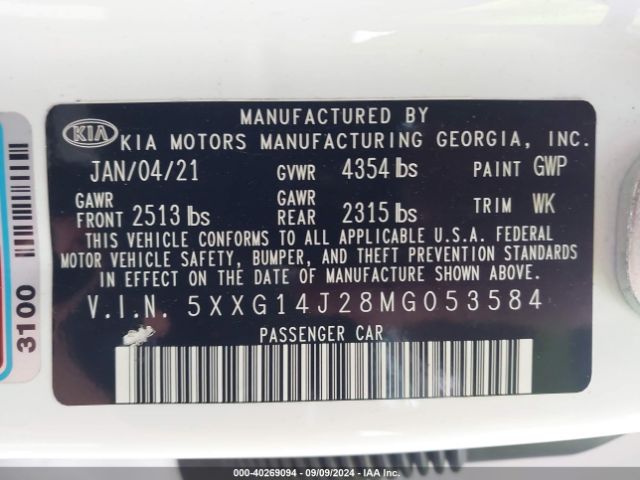 MANUFACTURED BY
KIA KIA MOTORS MANUFACTURING GEORGIA, INC.
JAN/04/21 GVWR 4354 lbs PAINT GWP
GAWR FRONT 2513 lbs GAWR REAR 2315 lbs TRIM WK
THIS VEHICLE CONFORMS TO ALL APPLICABLE U.S.A. FEDERAL
MOTOR VEHICLE SAFETY, BUMPER, AND THEFT PREVENTION STANDARDS
IN EFFECT ON THE DATE OF MANUFACTURE SHOWN ABOVE.
V.I.N. 5XXG14J28MG053584
PASSENGER CAR
3100
000-40269094 - 09/09/2024 - IAA Inc.